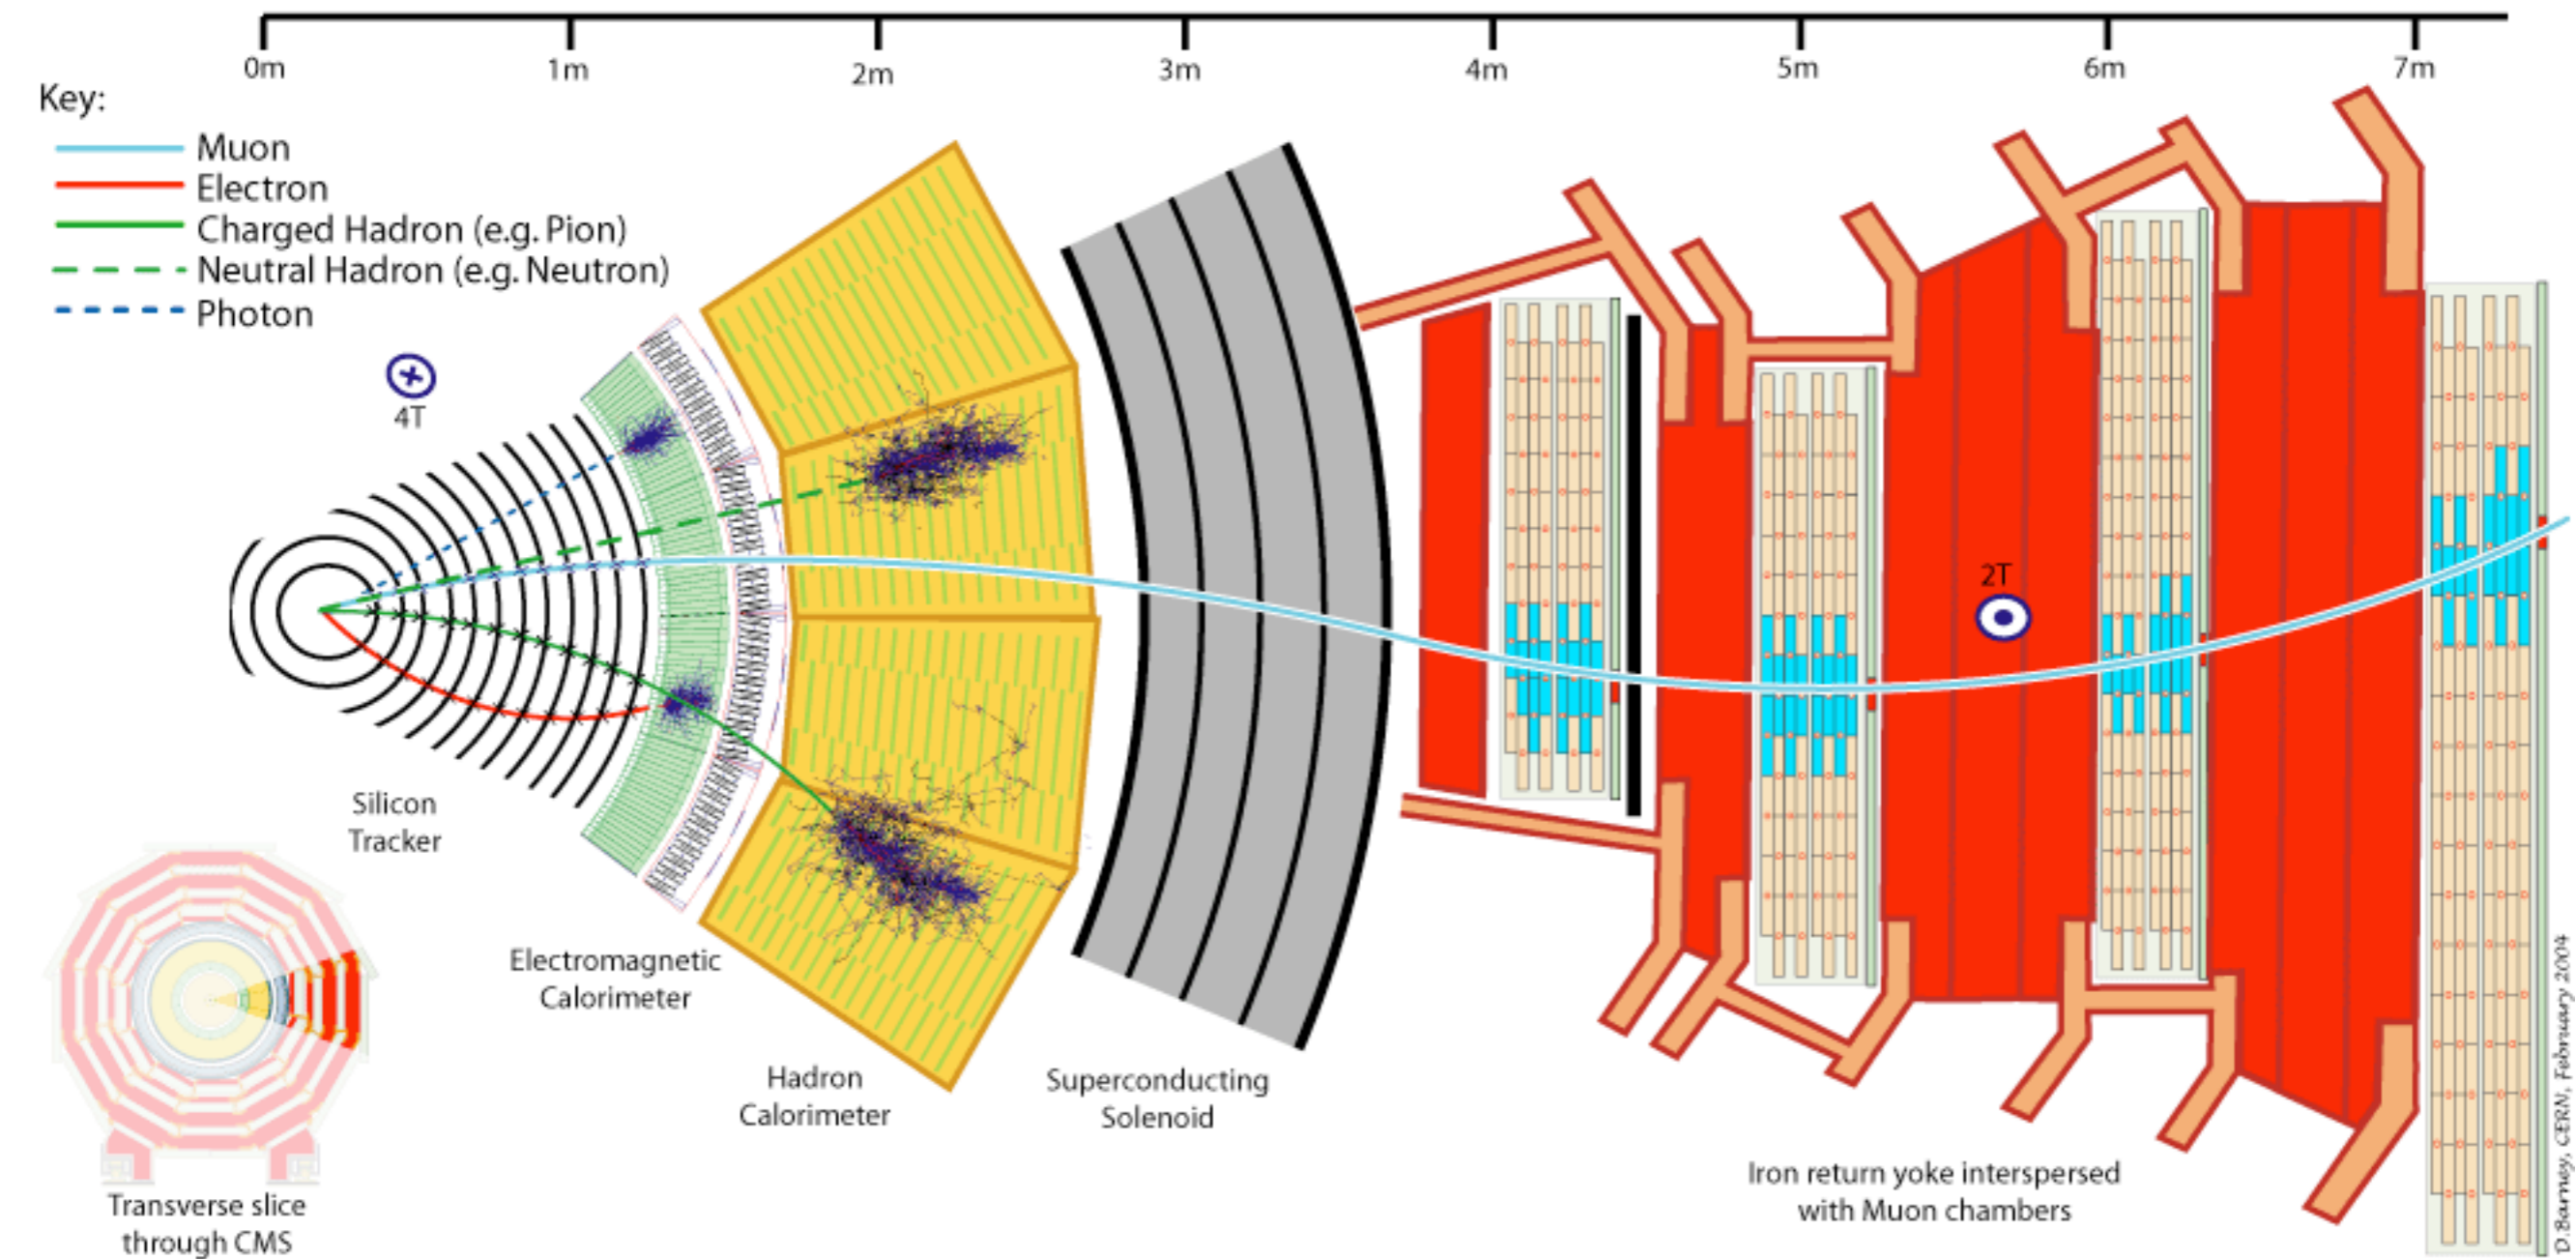 0m 1m 2m 3m 4m 5m 6m 7m
Key:
Muon
Electron
Charged Hadron (e.g. Pion)
Neutral Hadron (e.g. Neutron)
Photon
4T
2T
Silicon
Tracker
Electromagnetic
Calorimeter
Hadron
Calorimeter
Superconducting
Solenoid
Iron return yoke interspersed
with Muon chambers
Transverse slice
through CMS
D.Barney, CERN, February 2004